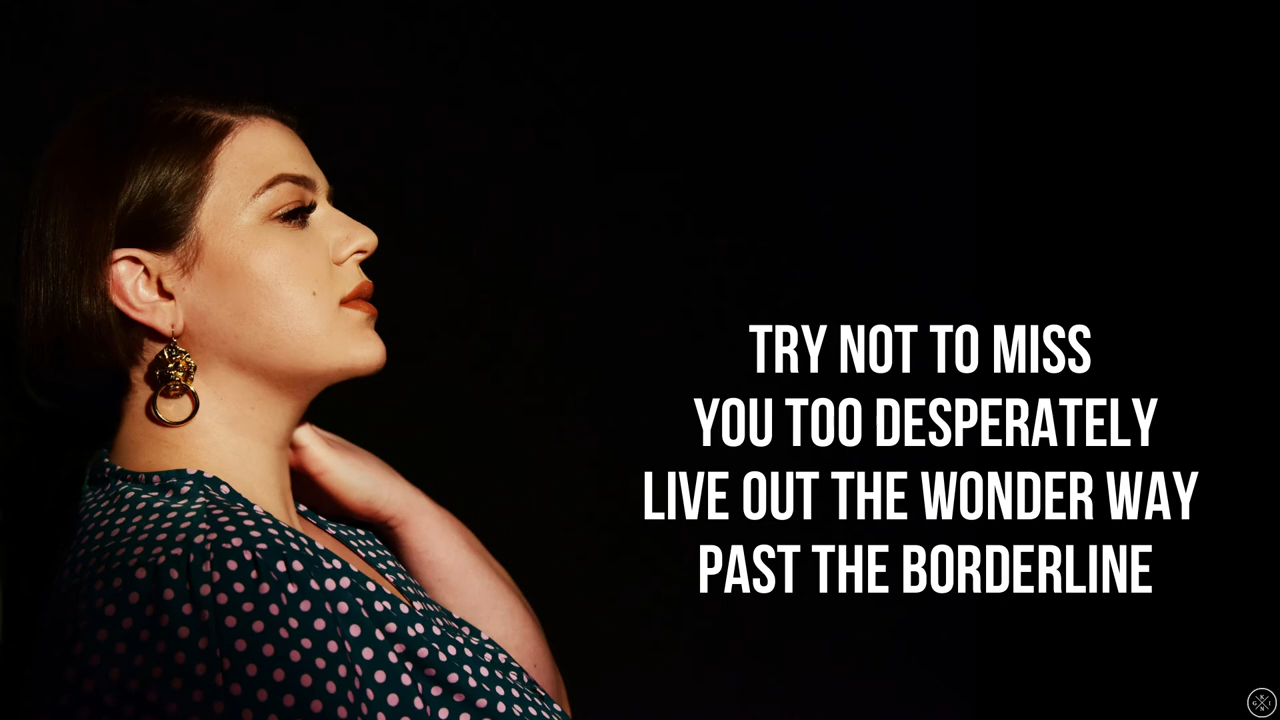 TRY NOT TO MISS
YOU TOO DESPERATELY
LIVE OUT THE WONDER WAY
PAST THE BORDERLINE